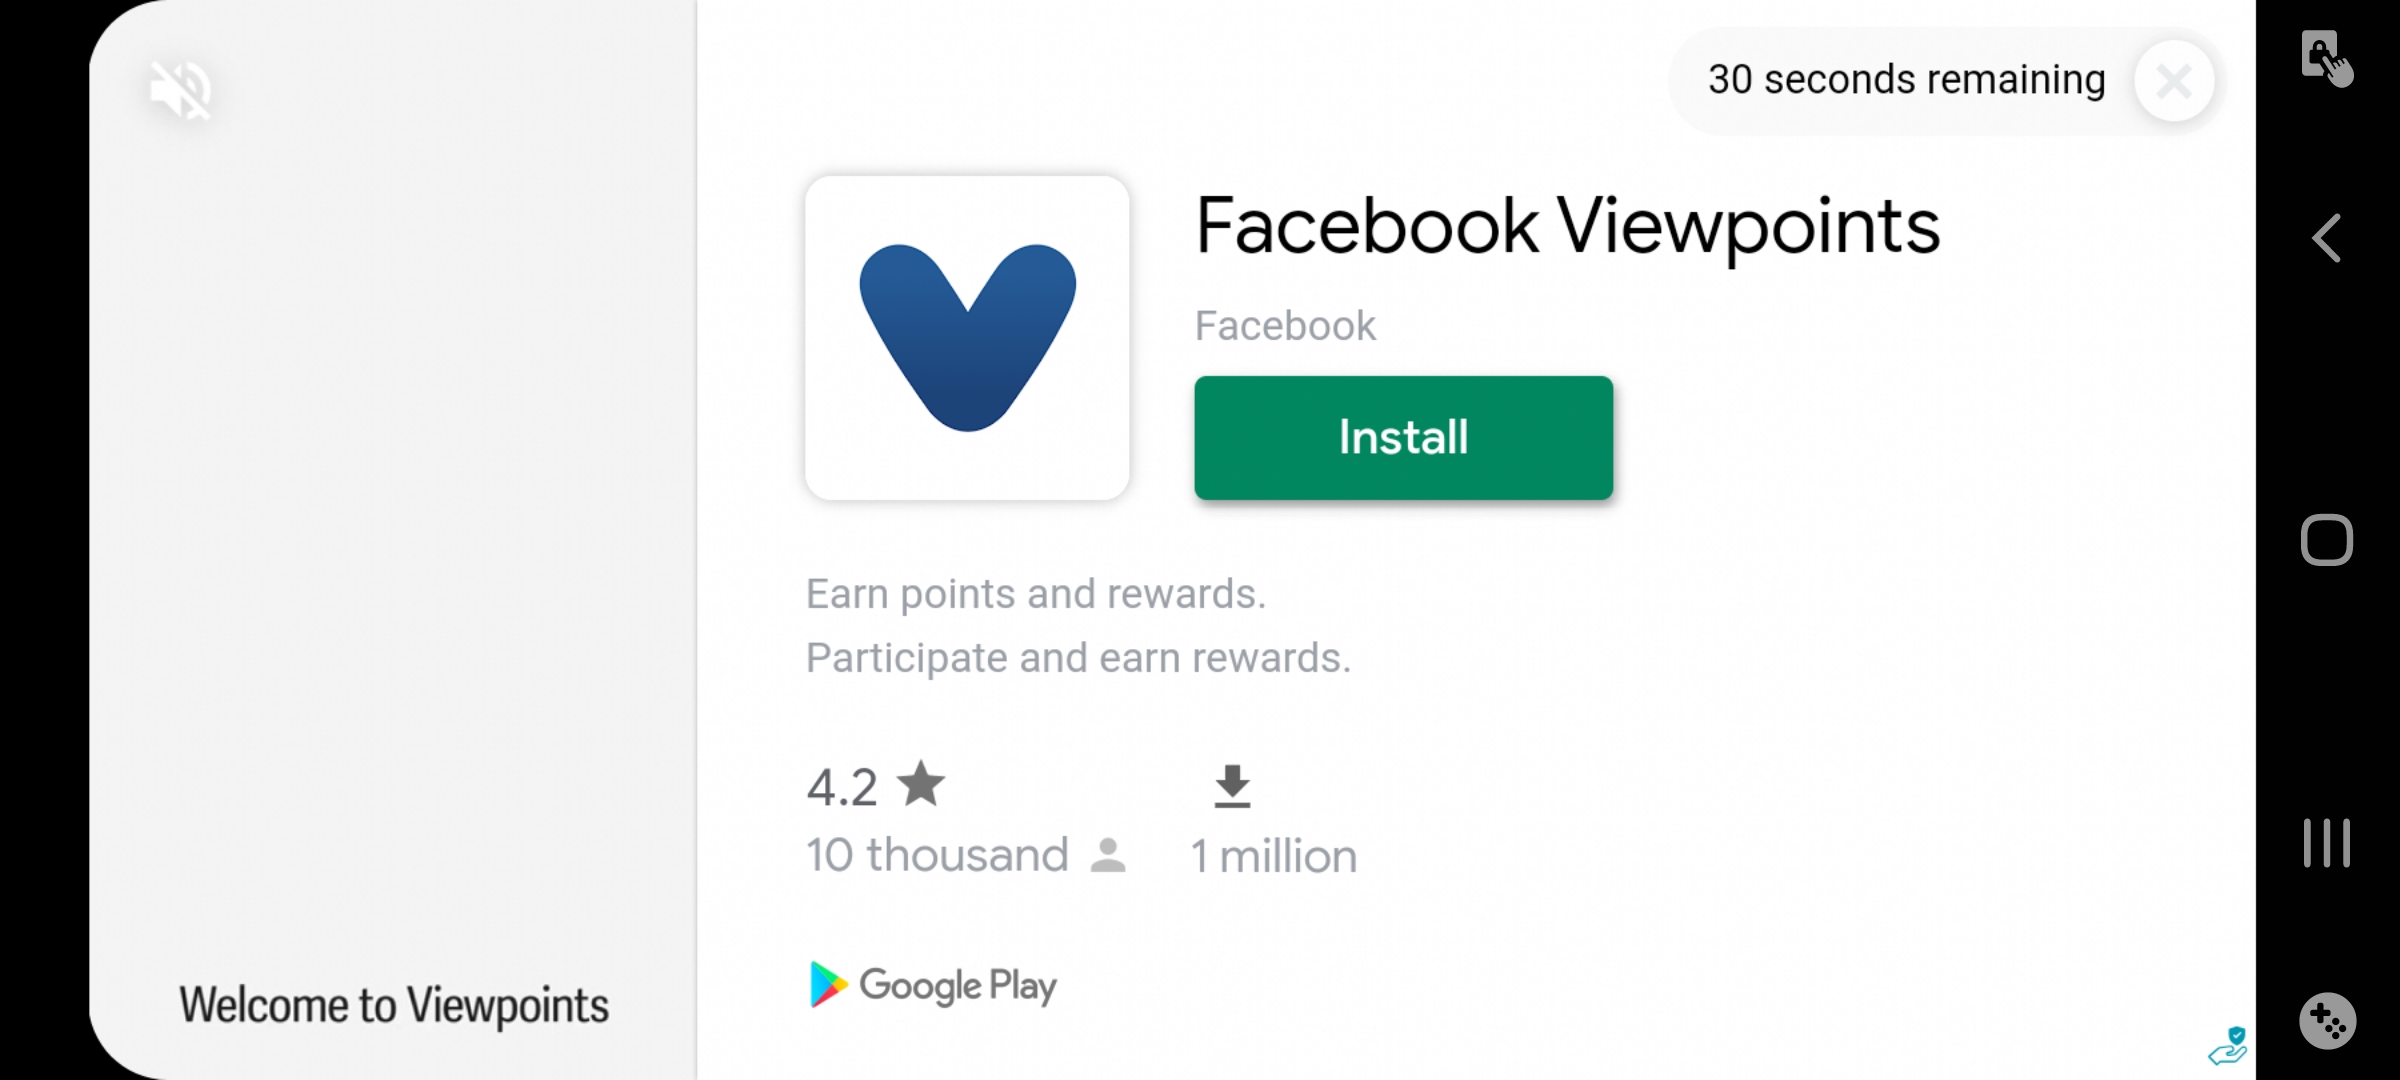 30 seconds remaining
Facebook Viewpoints
Facebook
Install
Earn points and rewards.
Participate and earn rewards.
4.2
10 thousand
1 million
Google Play
Welcome to Viewpoints